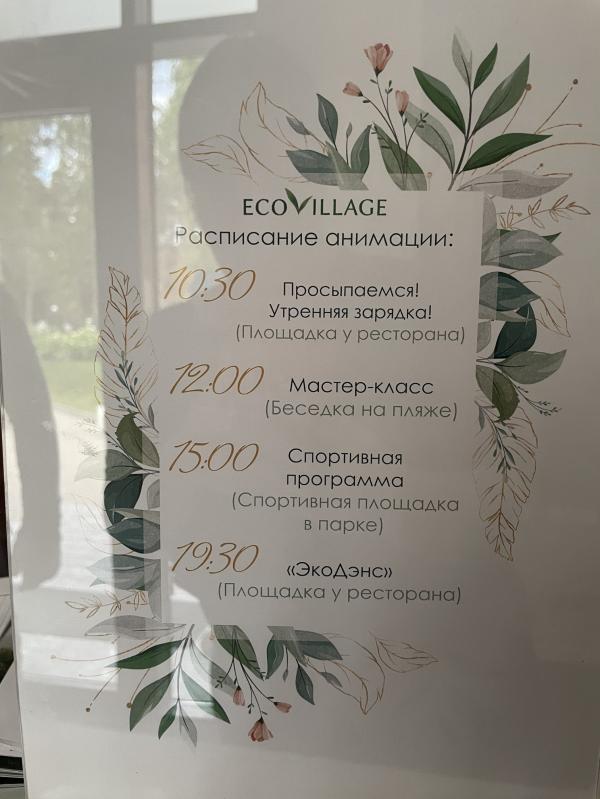 ECOVILLAGE
Расписание анимации:
10:30
Просыпаемся!
Утренняя зарядка!
(Площадка у ресторана)
12:00
Мастер-класс
(Беседка на пляже)
15:00
Спортивная
программа
(Спортивная площадка
в парке)
19:30
«ЭкоДэнс»
(Площадка у ресторана)